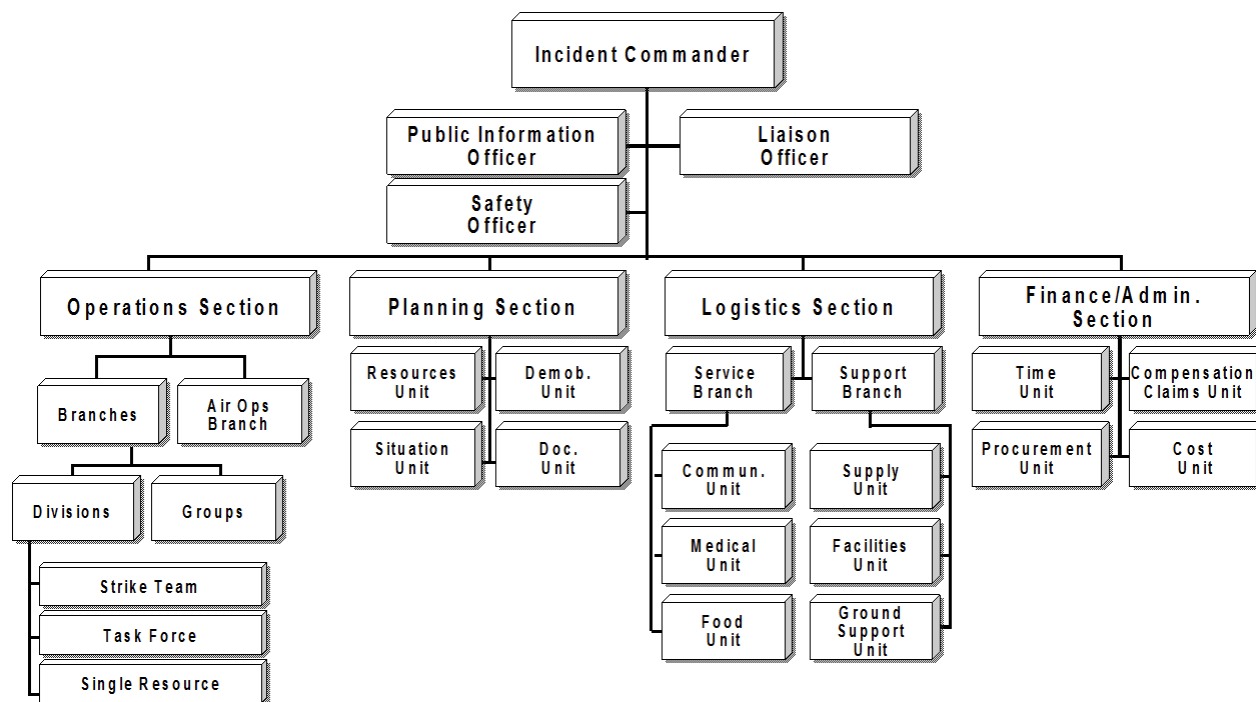 Incident Commander
Public Information
Officer
Liaison
Officer
Safety
Officer
Operations Section
Planning Section
Logistics Section
Finance/Admin.
Section
Branches
Air Ops
Branch
Resources
Unit
Demob.
Unit
Service
Branch
Support
Branch
Time
Unit
Compensation
Claims Unit
Situation
Unit
Doc.
Unit
Procurement
Unit
Cost
Unit
Divisions
Groups
Commun.
Unit
Supply
Unit
Medical
Unit
Facilities
Unit
Strike Team
Task Force
Single Resource
Food
Unit
Ground
Support
Unit